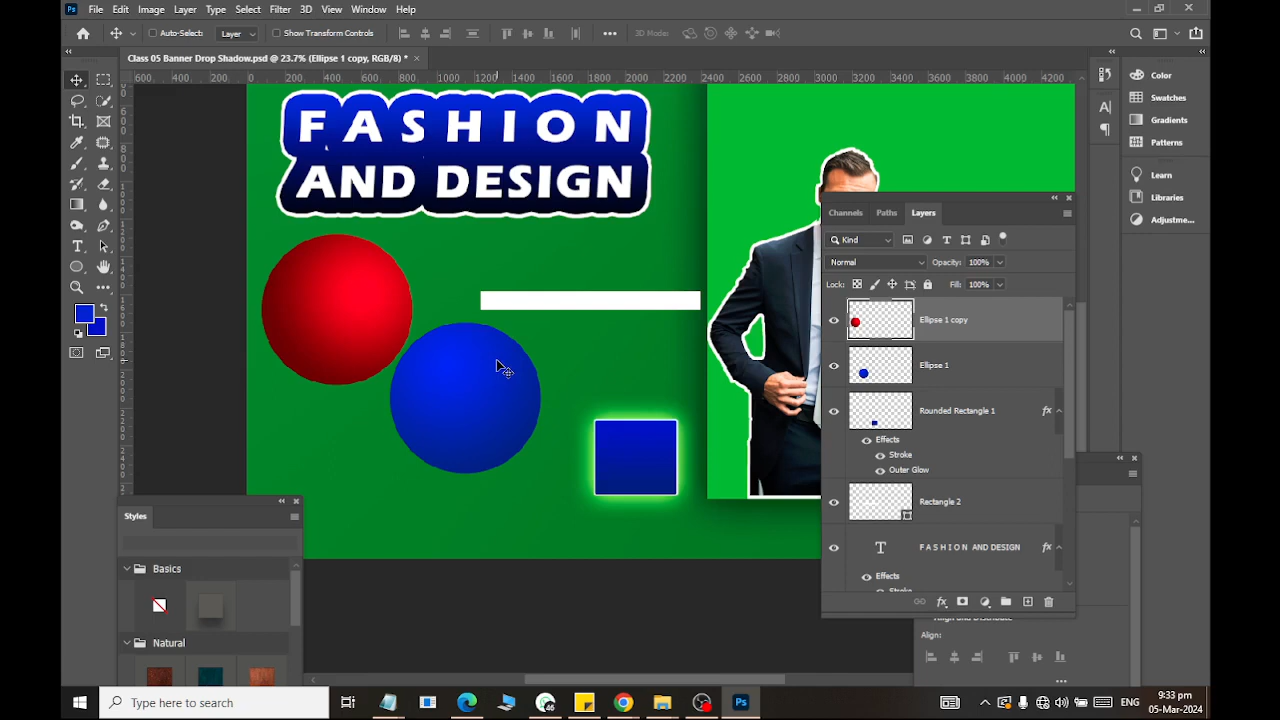 Ps File Edit Image Layer Type Select Filter 3D View Window Help
Auto-Select: Layer Show Transform Controls 3D Mode:
Class 05 Banner Drop Shadow.psd @ 23.7% (Ellipse 1 copy, RGB/8) *
600 400 200 0 200 400 600 800 1000 1200 1400 1600 1800 2000 2200 2400 2600 2800 3000 3200 3400 3600 3800 4000 4200
FASHION
AND DESIGN
Color
Swatches
Gradients
Patterns
Learn
Libraries
Adjustme...
Channels Paths Layers
Kind
Normal Opacity: 100%
Lock: Fill: 100%
Ellipse 1 copy
Ellipse 1
Rounded Rectangle 1 fx
Effects
Stroke
Outer Glow
Rectangle 2
T F A S H I O N AND DESIGN fx
Effects
Align:
Styles
Basics
Natural
Type here to search
Ps
ENG
9:33 pm
05-Mar-2024